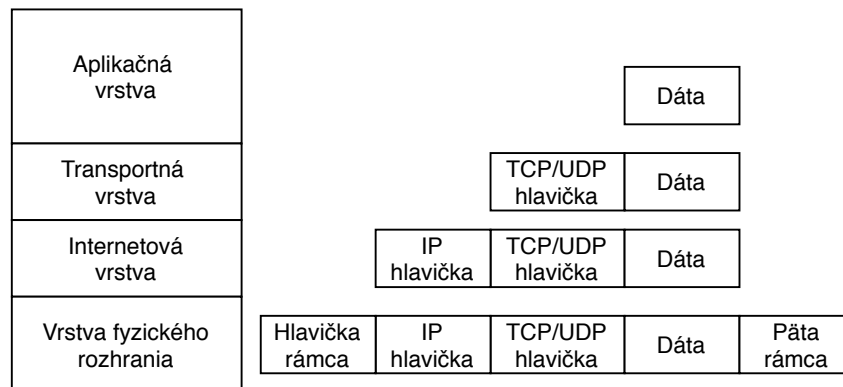 Aplikačná
vrstva
Dáta
Transportná
vrstva
TCP/UDP
hlavička
Dáta
Internetová
vrstva
IP
hlavička
TCP/UDP
hlavička
Dáta
Vrstva fyzického
rozhrania
Hlavička
rámca
IP
hlavička
TCP/UDP
hlavička
Dáta
Päta
rámca